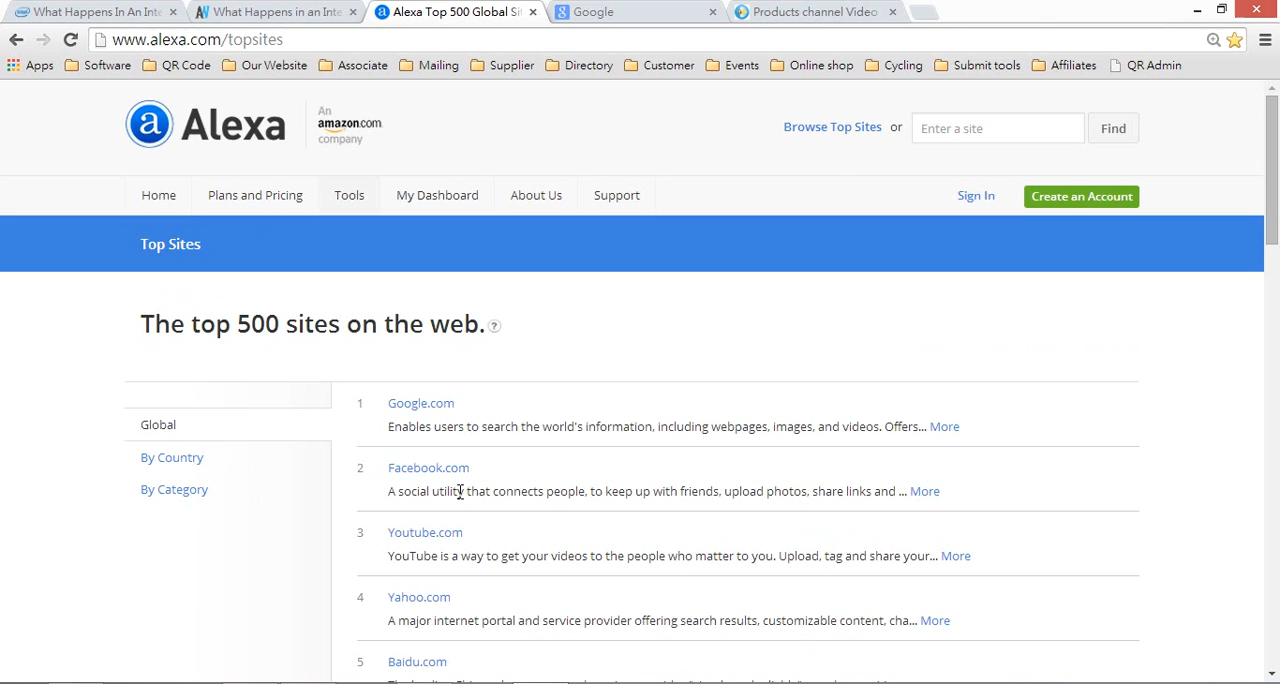 What Happens In An Inte
What Happens in an Inte
Alexa Top 500 Global Sit
Google
Products channel Video
www.alexa.com/topsites
Apps Software QR Code Our Website Associate Mailing Supplier Directory Customer Events Online shop Cycling Submit tools Affiliates QR Admin
a Alexa
An
amazon.com
company
Browse Top Sites or Enter a site Find
Home Plans and Pricing Tools My Dashboard About Us Support Sign In Create an Account
Top Sites
The top 500 sites on the web. ?
Global
By Country
By Category
1 Google.com
Enables users to search the world's information, including webpages, images, and videos. Offers... More
2 Facebook.com
A social utility that connects people, to keep up with friends, upload photos, share links and ... More
3 Youtube.com
YouTube is a way to get your videos to the people who matter to you. Upload, tag and share your... More
4 Yahoo.com
A major internet portal and service provider offering search results, customizable content, cha... More
5 Baidu.com